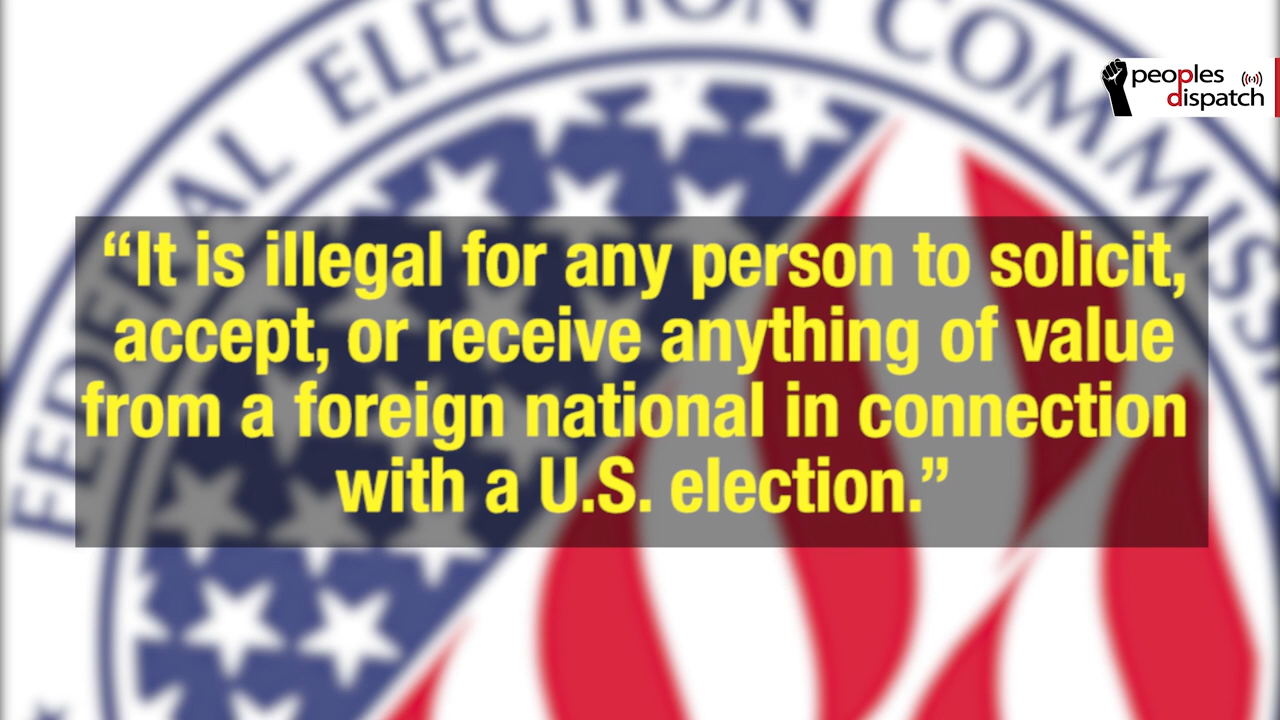 FEDERAL ELECTION COMMISS
peoples
dispatch
“It is illegal for any person to solicit,
accept, or receive anything of value
from a foreign national in connection
with a U.S. election.”